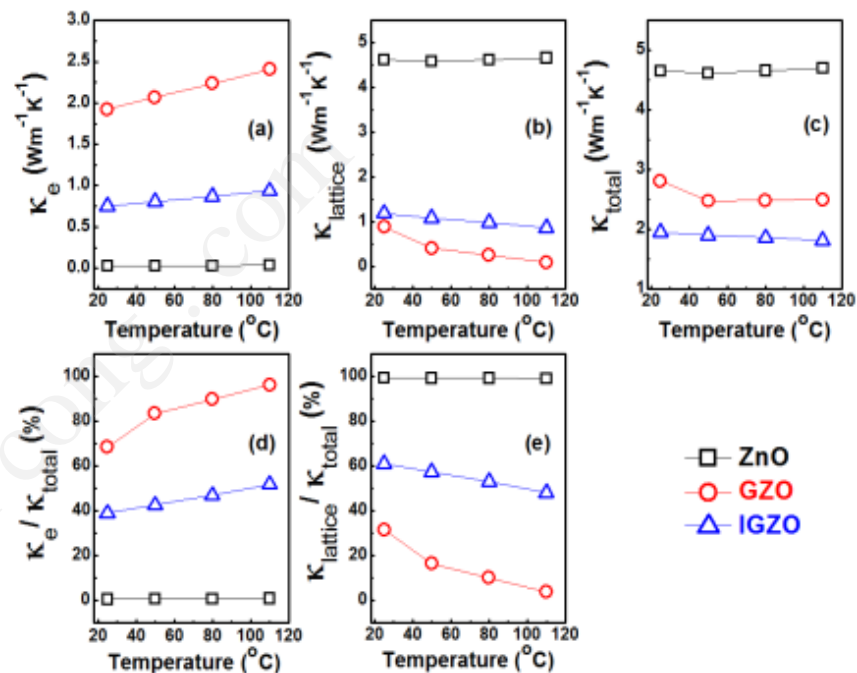 κe (Wm⁻¹K⁻¹)
3.0
2.5
2.0
1.5
1.0
0.5
0.0
(a)
20 40 60 80 100 120
Temperature (°C)
κlattice (Wm⁻¹K⁻¹)
5
4
3
2
1
0
(b)
20 40 60 80 100 120
Temperature (°C)
κtotal (Wm⁻¹K⁻¹)
5
4
3
2
1
(c)
20 40 60 80 100 120
Temperature (°C)
κe / κtotal (%)
100
80
60
40
20
0
(d)
20 40 60 80 100 120
Temperature (°C)
κlattice / κtotal (%)
100
80
60
40
20
0
(e)
20 40 60 80 100 120
Temperature (°C)
ZnO
GZO
IGZO
cong.com